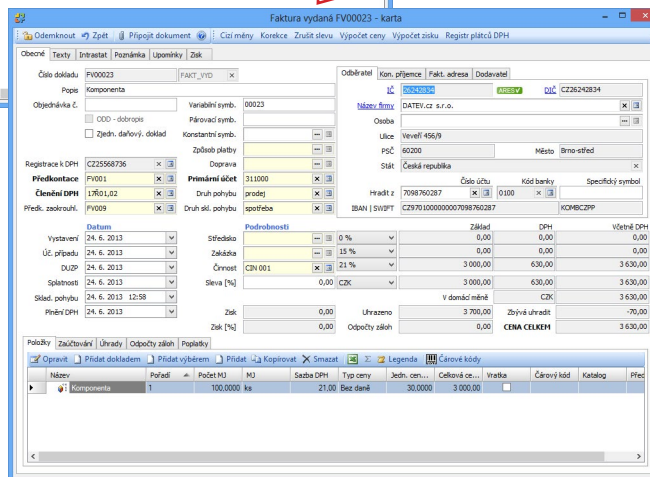 Faktura vydaná FV00023 - karta
Odemknout Zpět Připojit dokument Cizí mény Korekce Zrušit slevu Výpočet ceny Výpočet zisku Registr plátců DPH
Obecné Texty Intrastat Poznámka Upomínky Zisk
Číslo dokladu FV00023 FAKT_VYD
Popis Komponenta
Objednávka č. Variabilní symb. 00023
ODD - dobropis Párovací symb.
Zjedn. daňový. doklad Konstantní symb.
Způsob platby
Registrace k DPH CZ25568736 Doprava
Předkontace FV001 Primární účet 311000
Členění DPH 17Ř01,02 Druh pohybu prodej
Předk. zaokrouhl. FV009 Druh skl. pohybu spotřeba
Odběratel Kon. příjemce Fakt. adresa Dodavatel
IČ 26242834 ARES DIČ CZ26242834
Název firmy DATEV.cz s.r.o.
Osoba
Ulice Veveří 456/9
PSČ 60200 Město Brno-střed
Stát Česká republika
Číslo účtu Kód banky Specifický symbol
Hradit z 7098760287 0100
IBAN | SWIFT CZ9701000000007098760287 KOMBCZPP
Datum
Vystavení 24. 6. 2013
Úč. případu 24. 6. 2013
DUZP 24. 6. 2013
Splatnosti 24. 6. 2013
Sklad. pohybu 24. 6. 2013 12:58
Plnění DPH 24. 6. 2013
Podrobnosti
Středisko
Zakázka
Činnost CIN 001
Sleva [%] 0,00
Zisk 0,00
Zisk [%] 0,00
Základ DPH Včetně DPH
0 % 0,00 0,00 0,00
15 % 0,00 0,00 0,00
21 % 3 000,00 630,00 3 630,00
CZK 3 000,00 630,00 3 630,00
V domácí měně CZK 3 630,00
Uhrazeno 3 700,00 Zbývá uhradit -70,00
Odpočty záloh 0,00 CENA CELKEM 3 630,00
Položky Zaúčtování Úhrady Odpočty záloh Poplatky
Opravit Přidat dokladem Přidat výběrem Přidat Kopírovat Smazat Σ Legenda Čárové kódy
Název Pořadí Počet MJ MJ Sazba DPH Typ ceny Jedn. cen... Celková ce... Vratka Čárový kód Katalog Před
Komponenta 1 100,0000 ks 21,00 Bez daně 30,0000 3 000,00